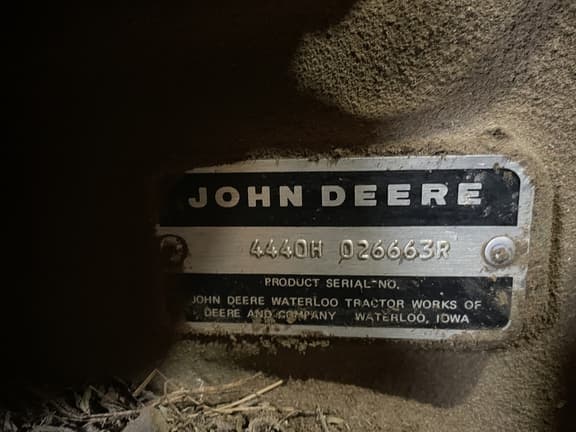 JOHN DEERE
4440H 026663R
PRODUCT SERIAL NO.
JOHN DEERE WATERLOO TRACTOR WORKS OF
DEERE AND COMPANY WATERLOO, IOWA